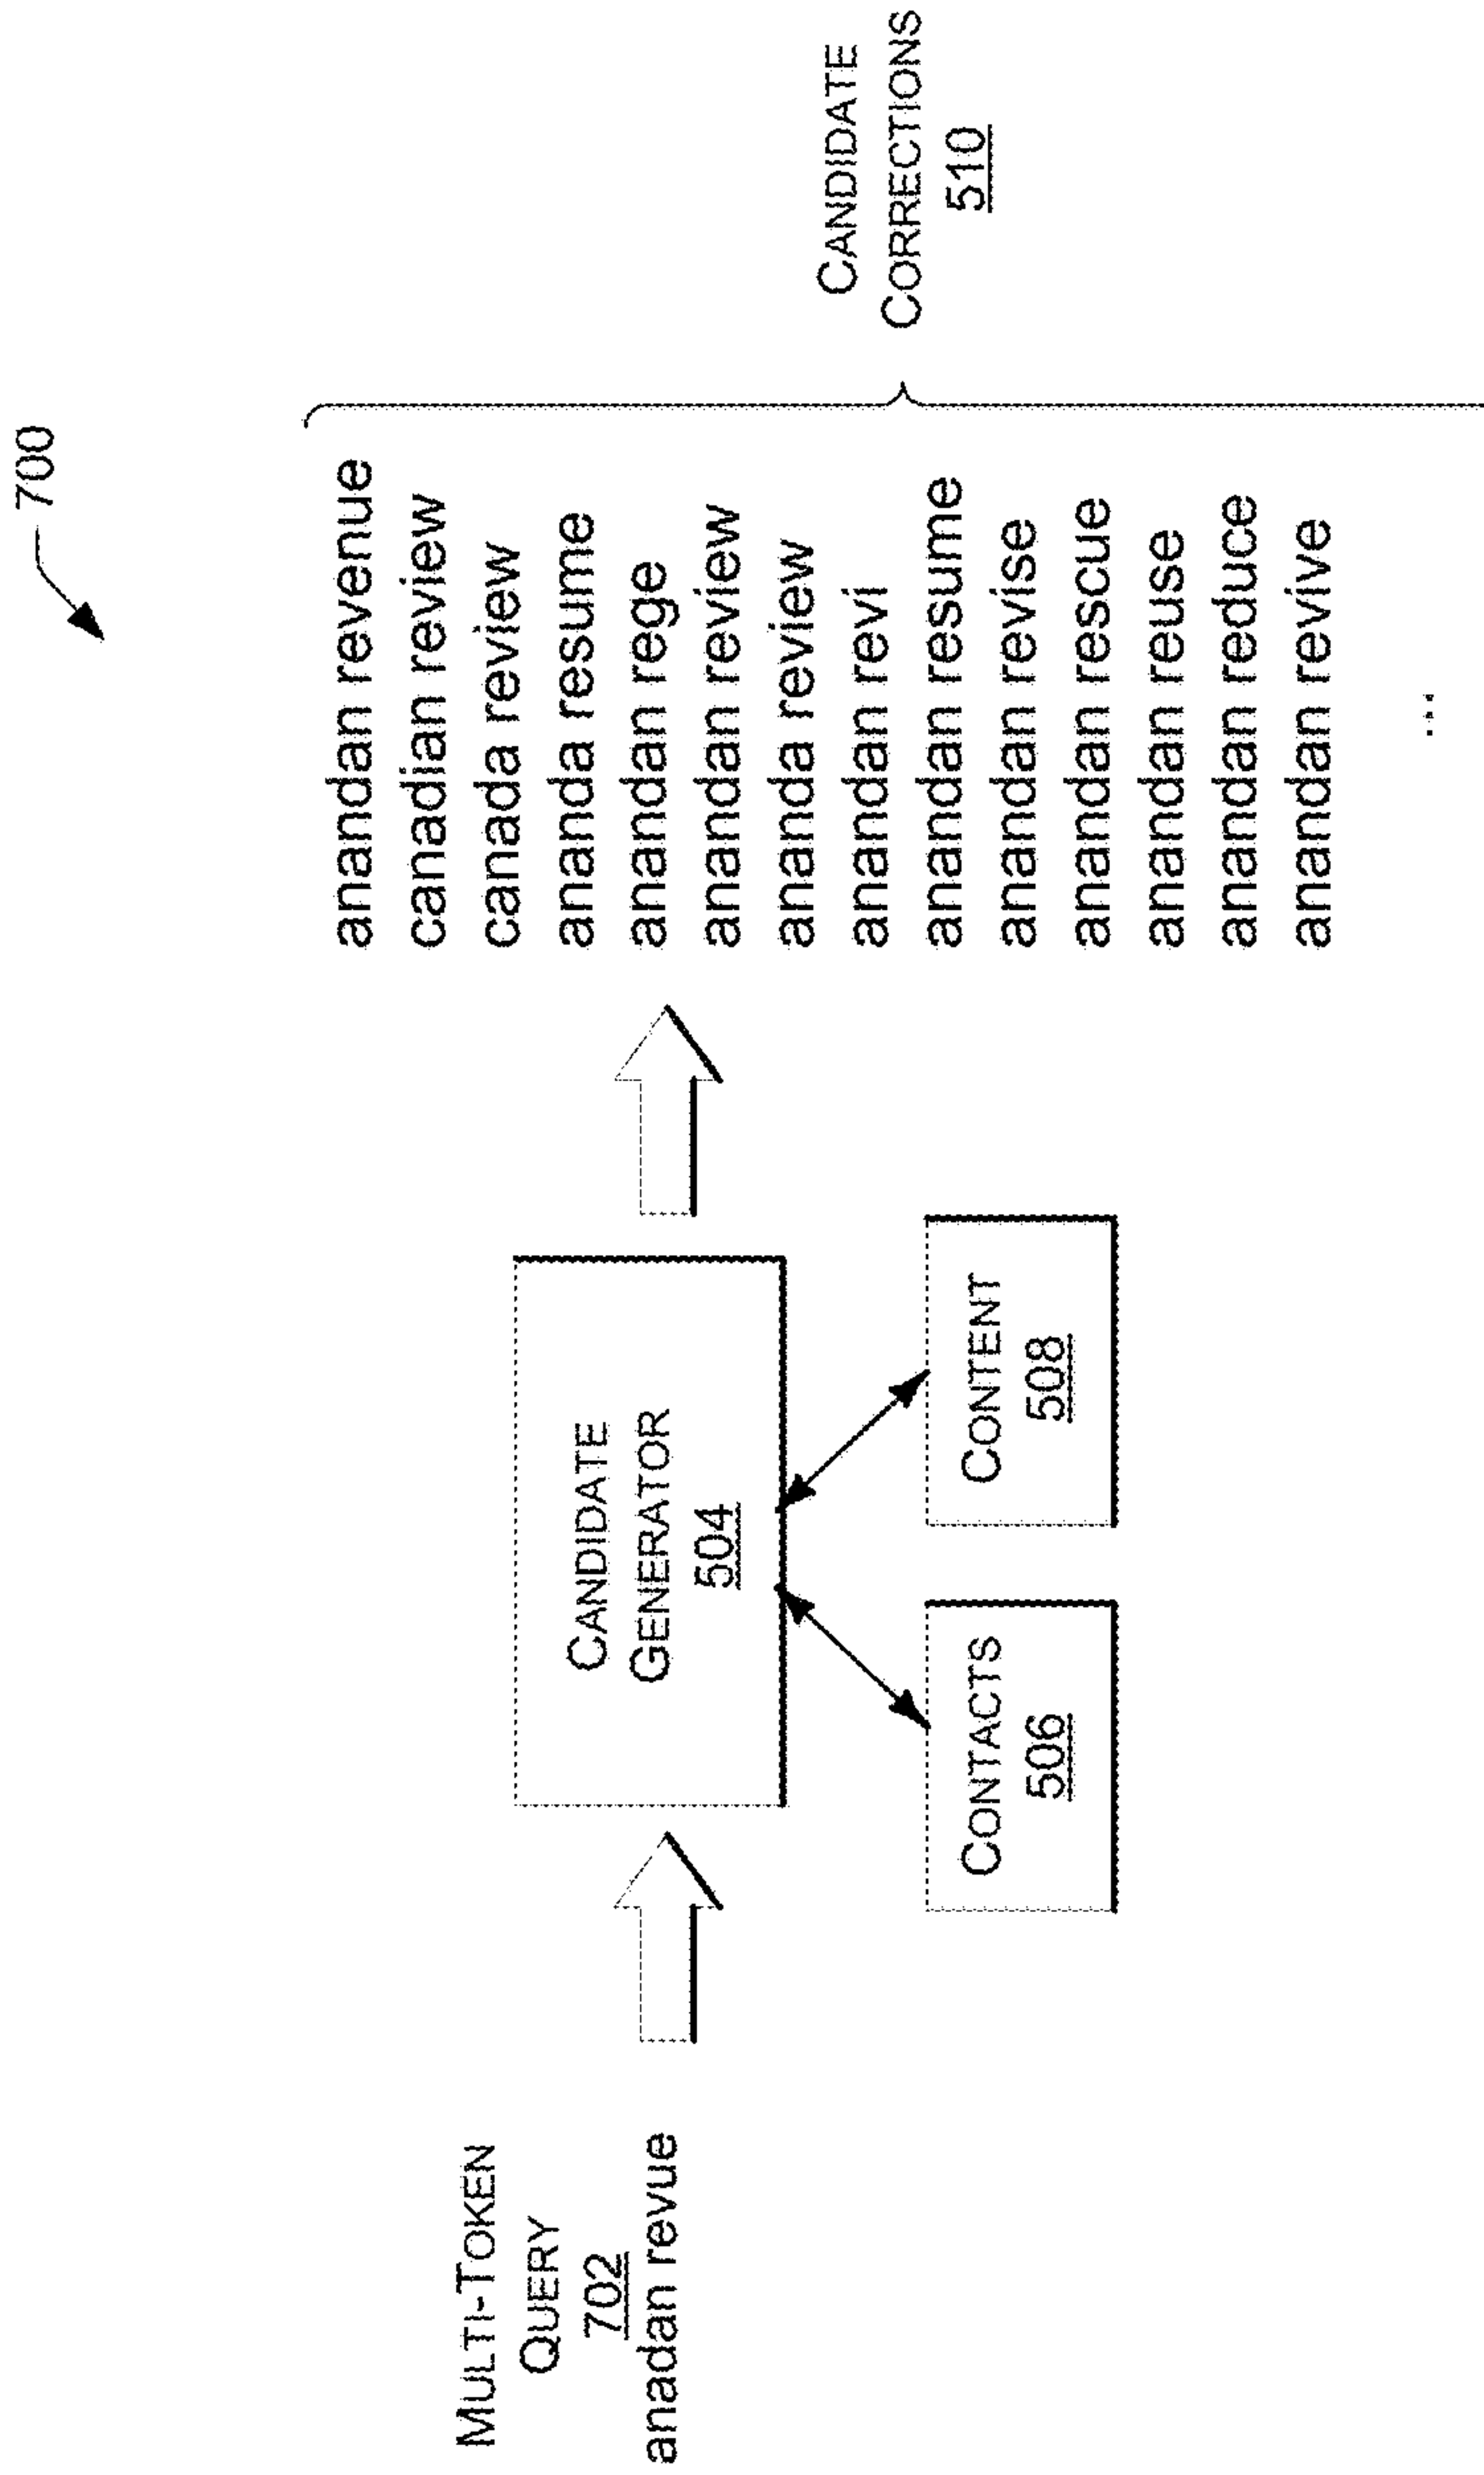 700
MULTI-TOKEN
QUERY
702
anadan revue
CANDIDATE
GENERATOR
504
CONTACTS
506
CONTENT
508
anandan revenue
canadian review
canada review
ananda resume
anandan rege
anandan review
ananda review
anandan revi
anandan resume
anandan revise
anandan rescue
anandan reuse
anandan reduce
anandan revive
...
CANDIDATE
CORRECTIONS
510